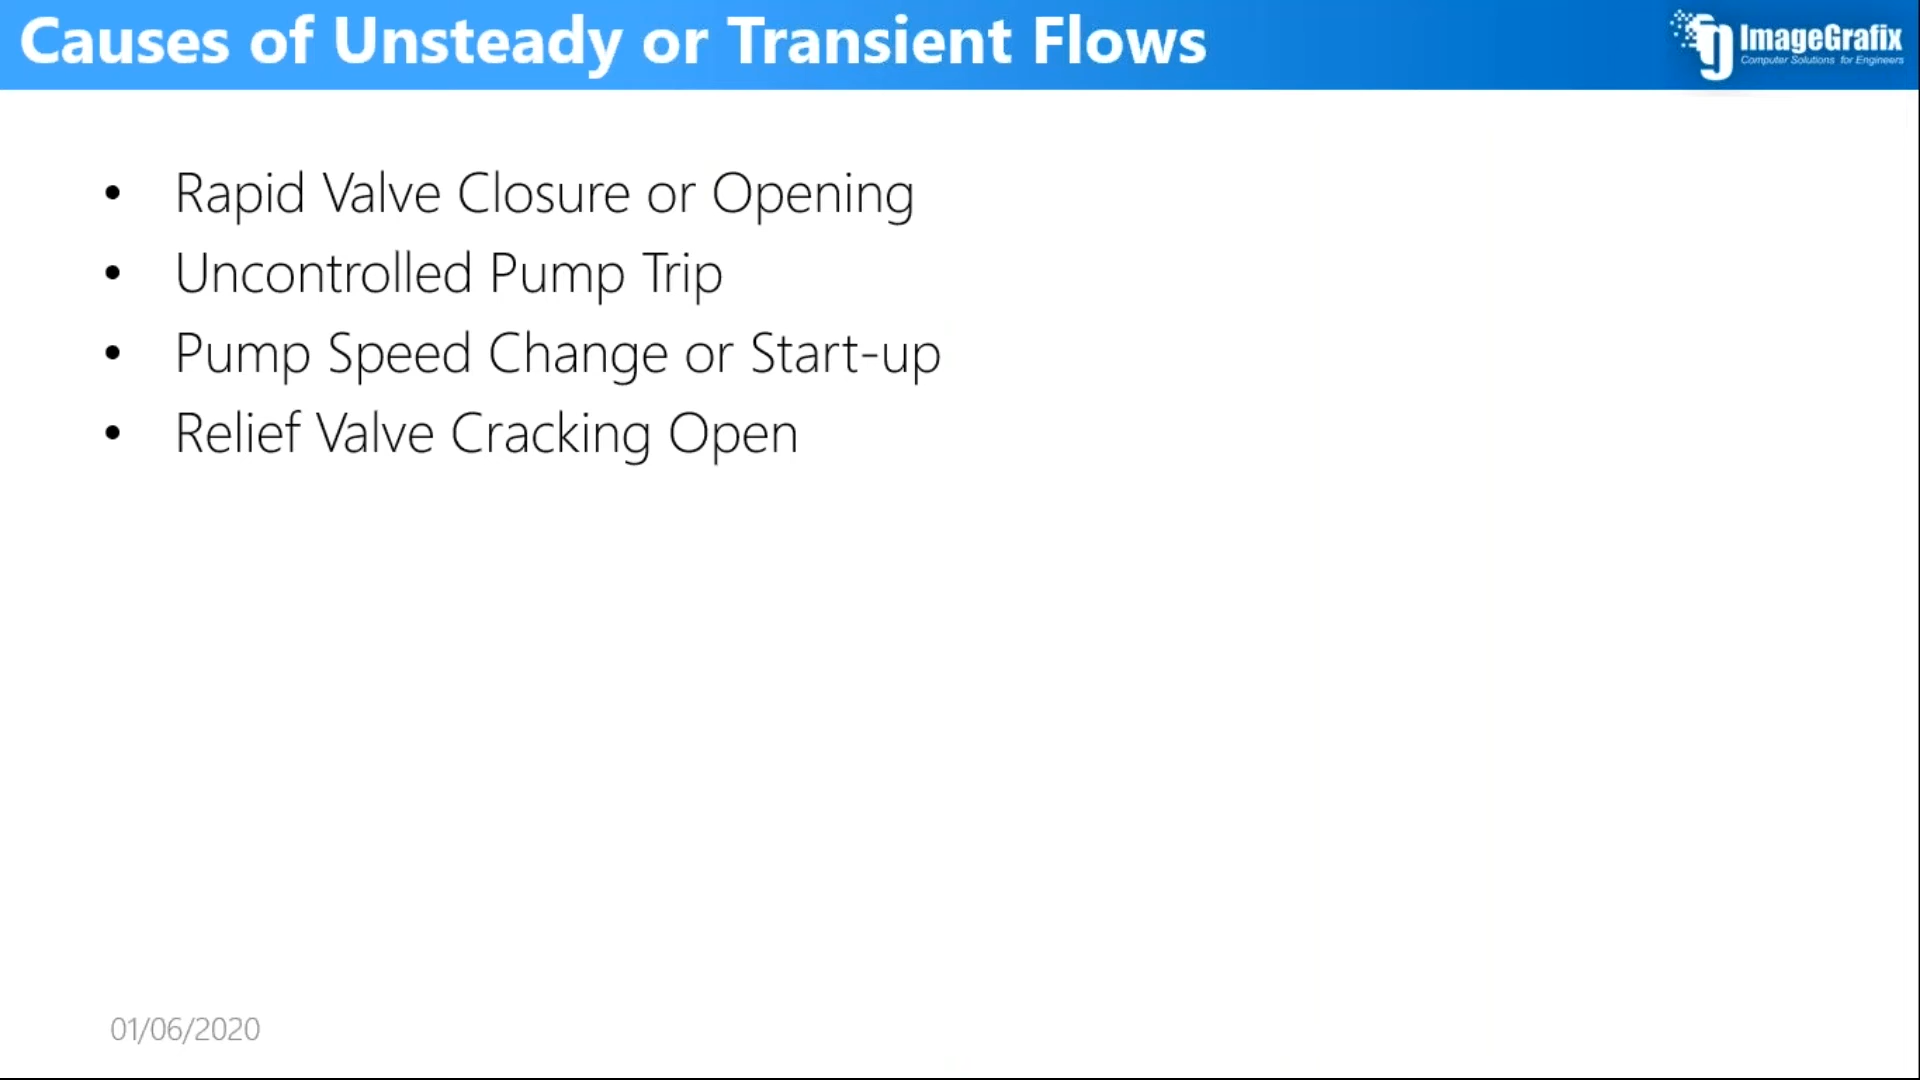 Causes of Unsteady or Transient Flows
ImageGrafix
Computer Solutions for Engineers
• Rapid Valve Closure or Opening
• Uncontrolled Pump Trip
• Pump Speed Change or Start-up
• Relief Valve Cracking Open
01/06/2020